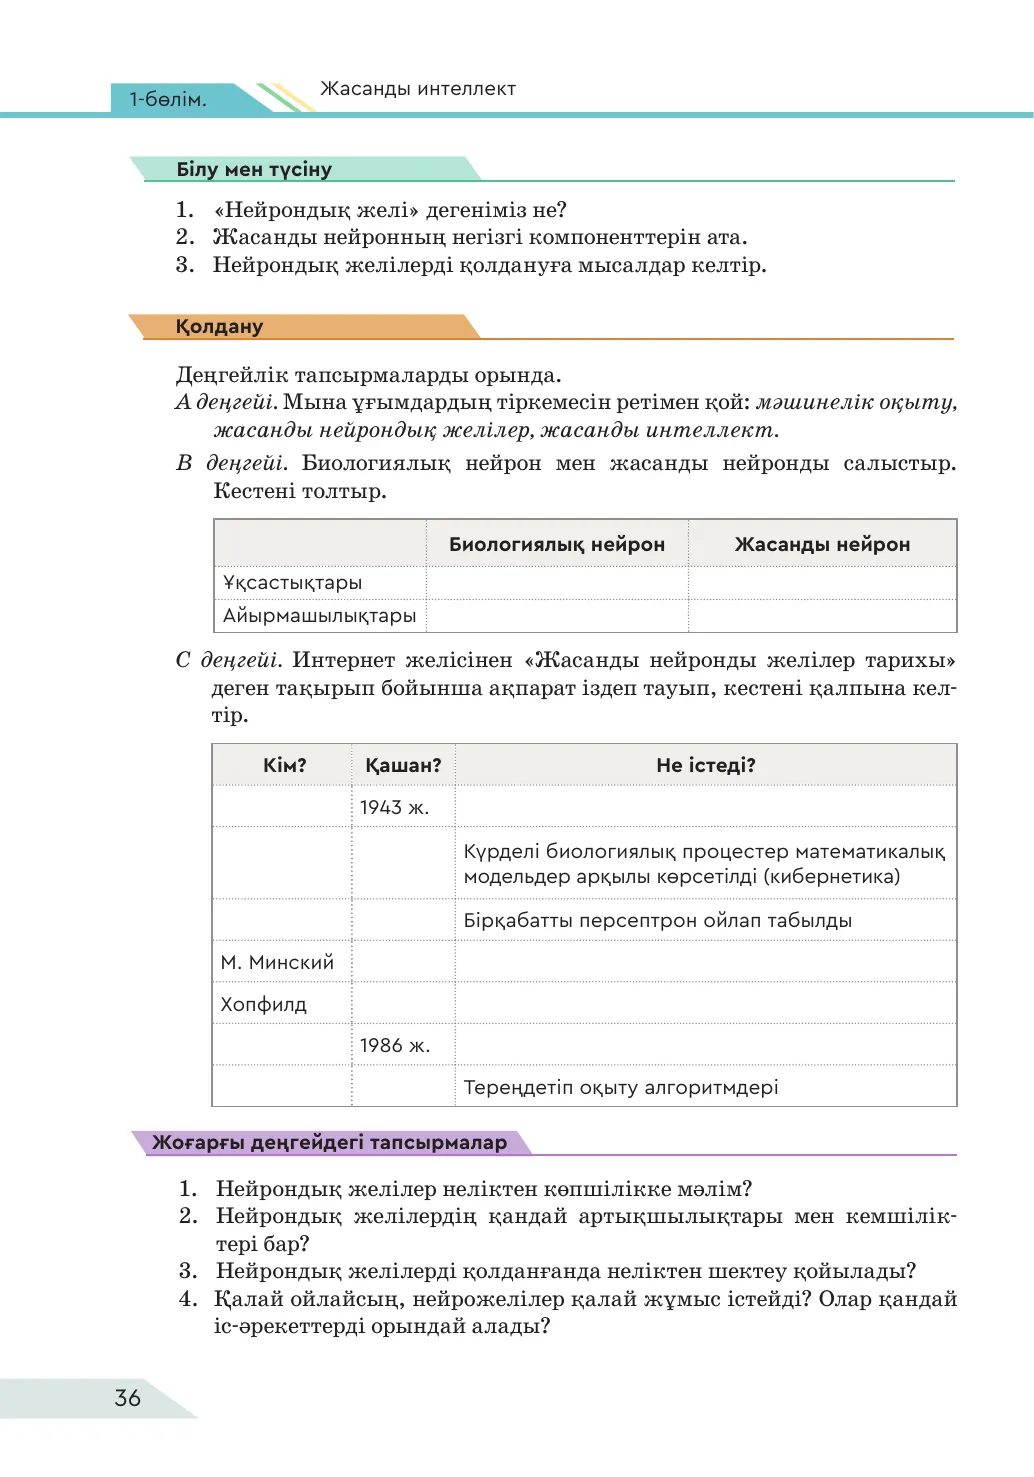 1-бөлім.
Жасанды интеллект
Білу мен түсіну
1. «Нейрондық желі» дегеніміз не?
2. Жасанды нейронның негізгі компоненттерін ата.
3. Нейрондық желілерді қолдануға мысалдар келтір.
Қолдану
Деңгейлік тапсырмаларды орында.
А деңгейі. Мына ұғымдардың тіркемесін ретімен қой: мәшинелік оқыту,
жасанды нейрондық желілер, жасанды интеллект.
В деңгейі. Биологиялық нейрон мен жасанды нейронды салыстыр.
Кестені толтыр.
Биологиялық нейрон Жасанды нейрон
Ұқсастықтары
Айырмашылықтары
С деңгейі. Интернет желісінен «Жасанды нейронды желілер тарихы»
деген тақырып бойынша ақпарат іздеп тауып, кестені қалпына кел-
тір.
Кім? Қашан? Не істеді?
1943 ж.
Күрделі биологиялық процестер математикалық
модельдер арқылы көрсетілді (кибернетика)
Бірқабатты персептрон ойлап табылды
М. Минский
Хопфилд
1986 ж.
Тереңдетіп оқыту алгоритмдері
Жоғарғы деңгейдегі тапсырмалар
1. Нейрондық желілер неліктен көпшілікке мәлім?
2. Нейрондық желілердің қандай артықшылықтары мен кемшілік-
тері бар?
3. Нейрондық желілерді қолданғанда неліктен шектеу қойылады?
4. Қалай ойлайсың, нейрожелілер қалай жұмыс істейді? Олар қандай
іс-әрекеттерді орындай алады?
36